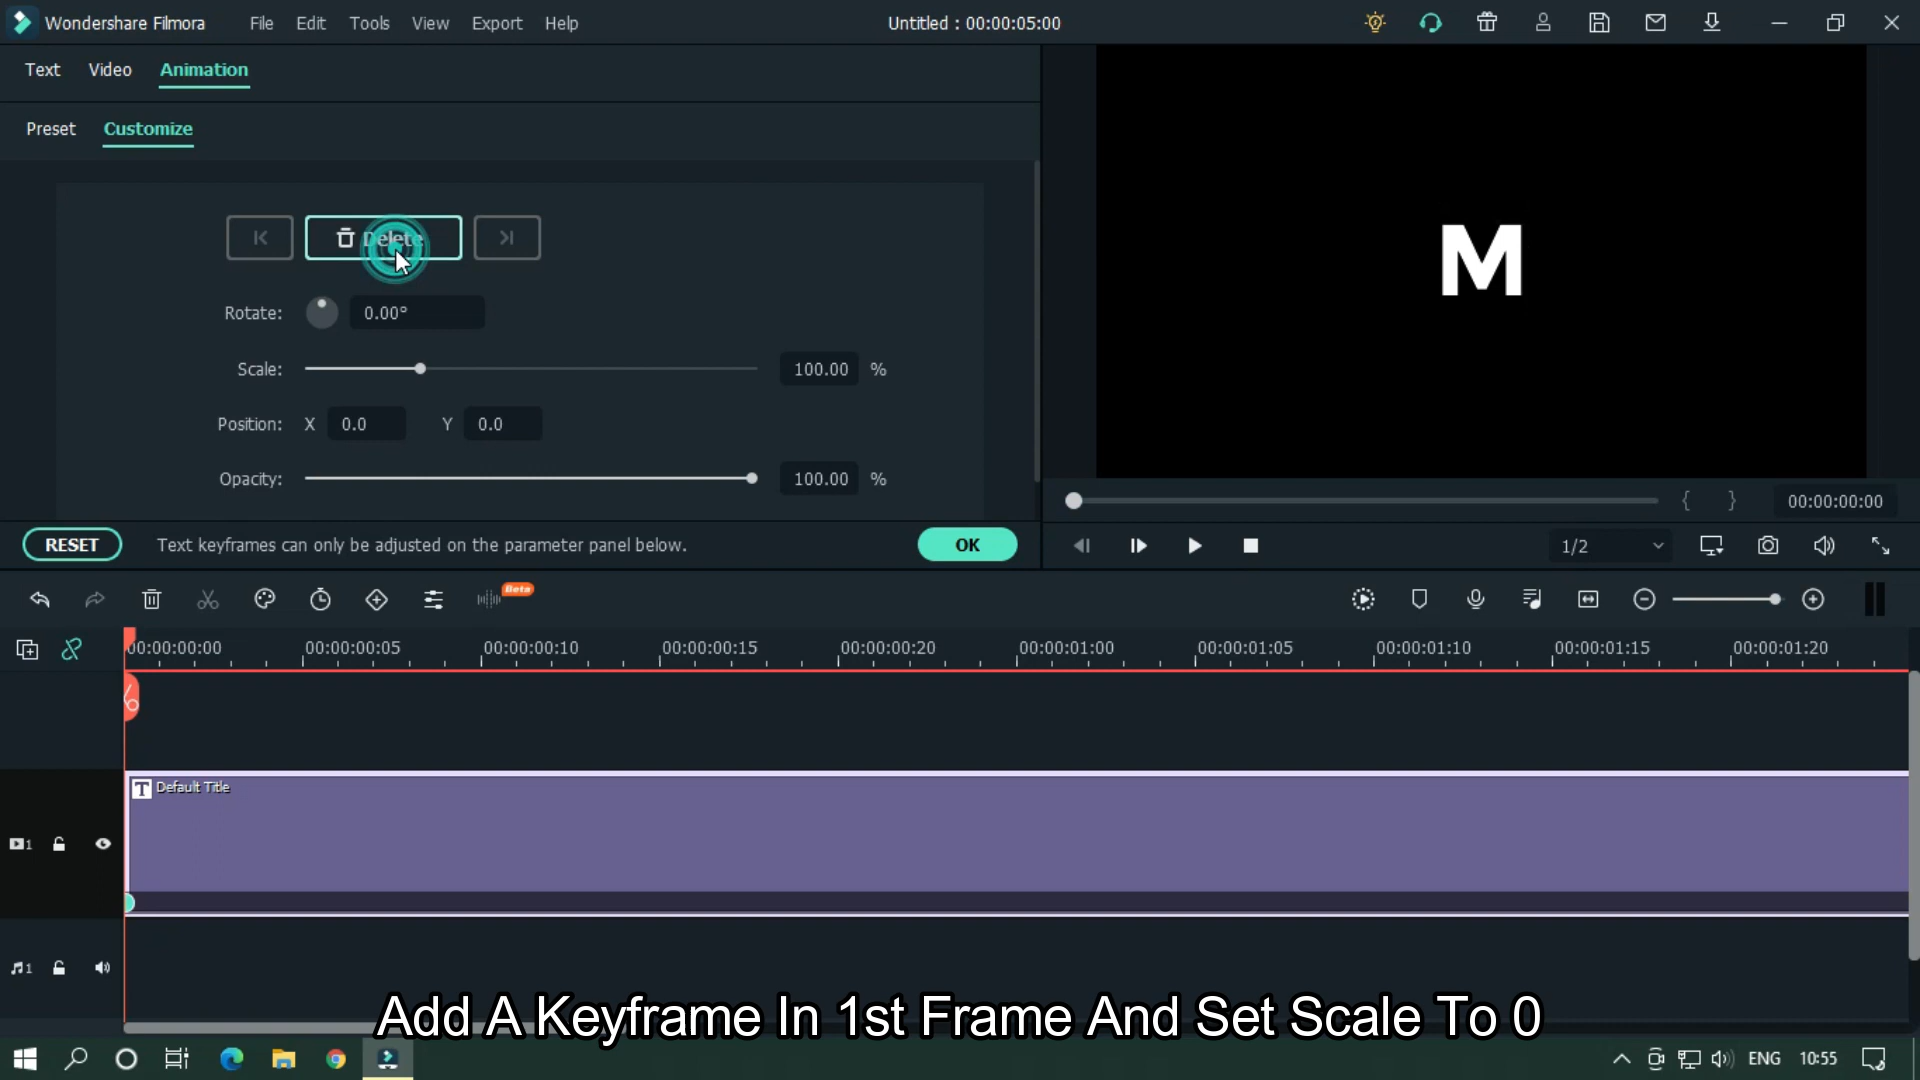 Wondershare Filmora File Edit Tools View Export Help Untitled : 00:00:05:00
Text Video Animation
Preset Customize
Delete
Rotate: 0.00°
Scale: 100.00 %
Position: X 0.0 Y 0.0
Opacity: 100.00 %
M
{ } 00:00:00:00
RESET Text keyframes can only be adjusted on the parameter panel below. OK
1/2
Beta
00:00:00:00 00:00:00:05 00:00:00:10 00:00:00:15 00:00:00:20 00:00:01:00 00:00:01:05 00:00:01:10 00:00:01:15 00:00:01:20
T Default Title
1
1
Add A Keyframe In 1st Frame And Set Scale To 0
ENG 10:55